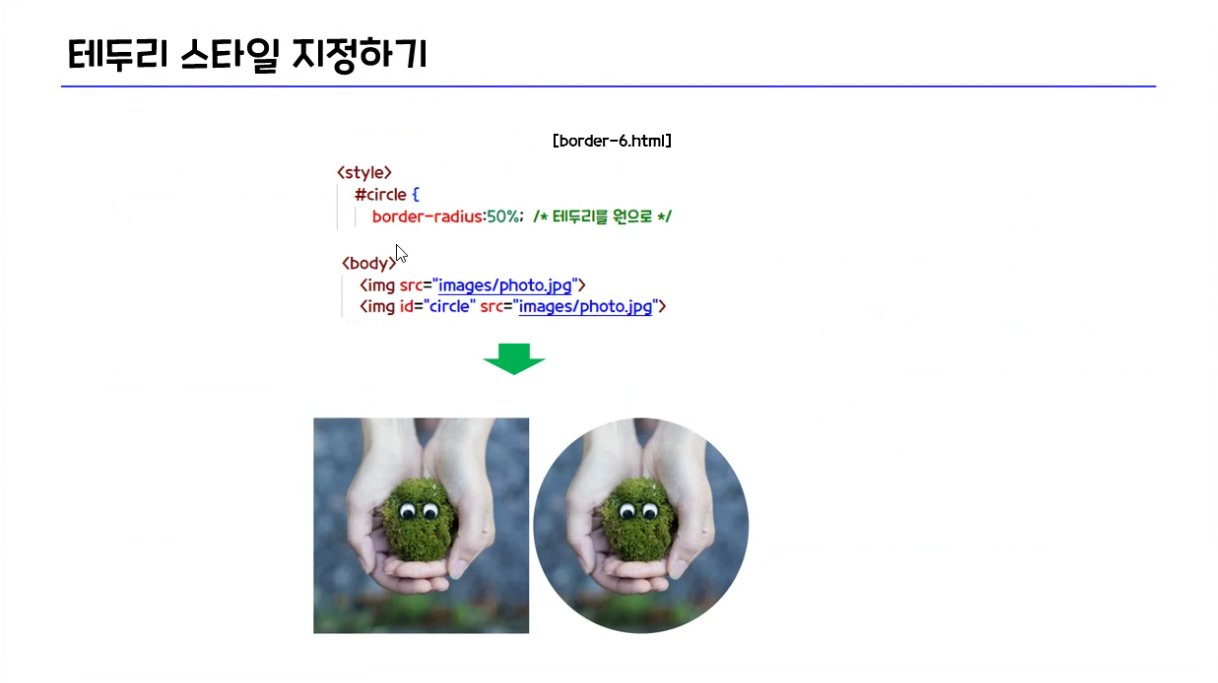 테두리 스타일 지정하기
[border-6.html]
<style>
#circle {
border-radius:50%; /* 테두리를 원으로 */
<body>
<img src="images/photo.jpg">
<img id="circle" src="images/photo.jpg">